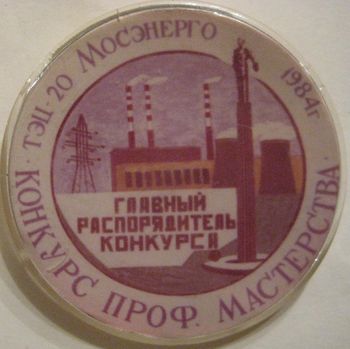 ТЭЦ-20 МОСЭНЕРГО 1984г.
ГЛАВНЫЙ
РАСПОРЯДИТЕЛЬ
КОНКУРСА
КОНКУРС ПРОФ. МАСТЕРСТВА